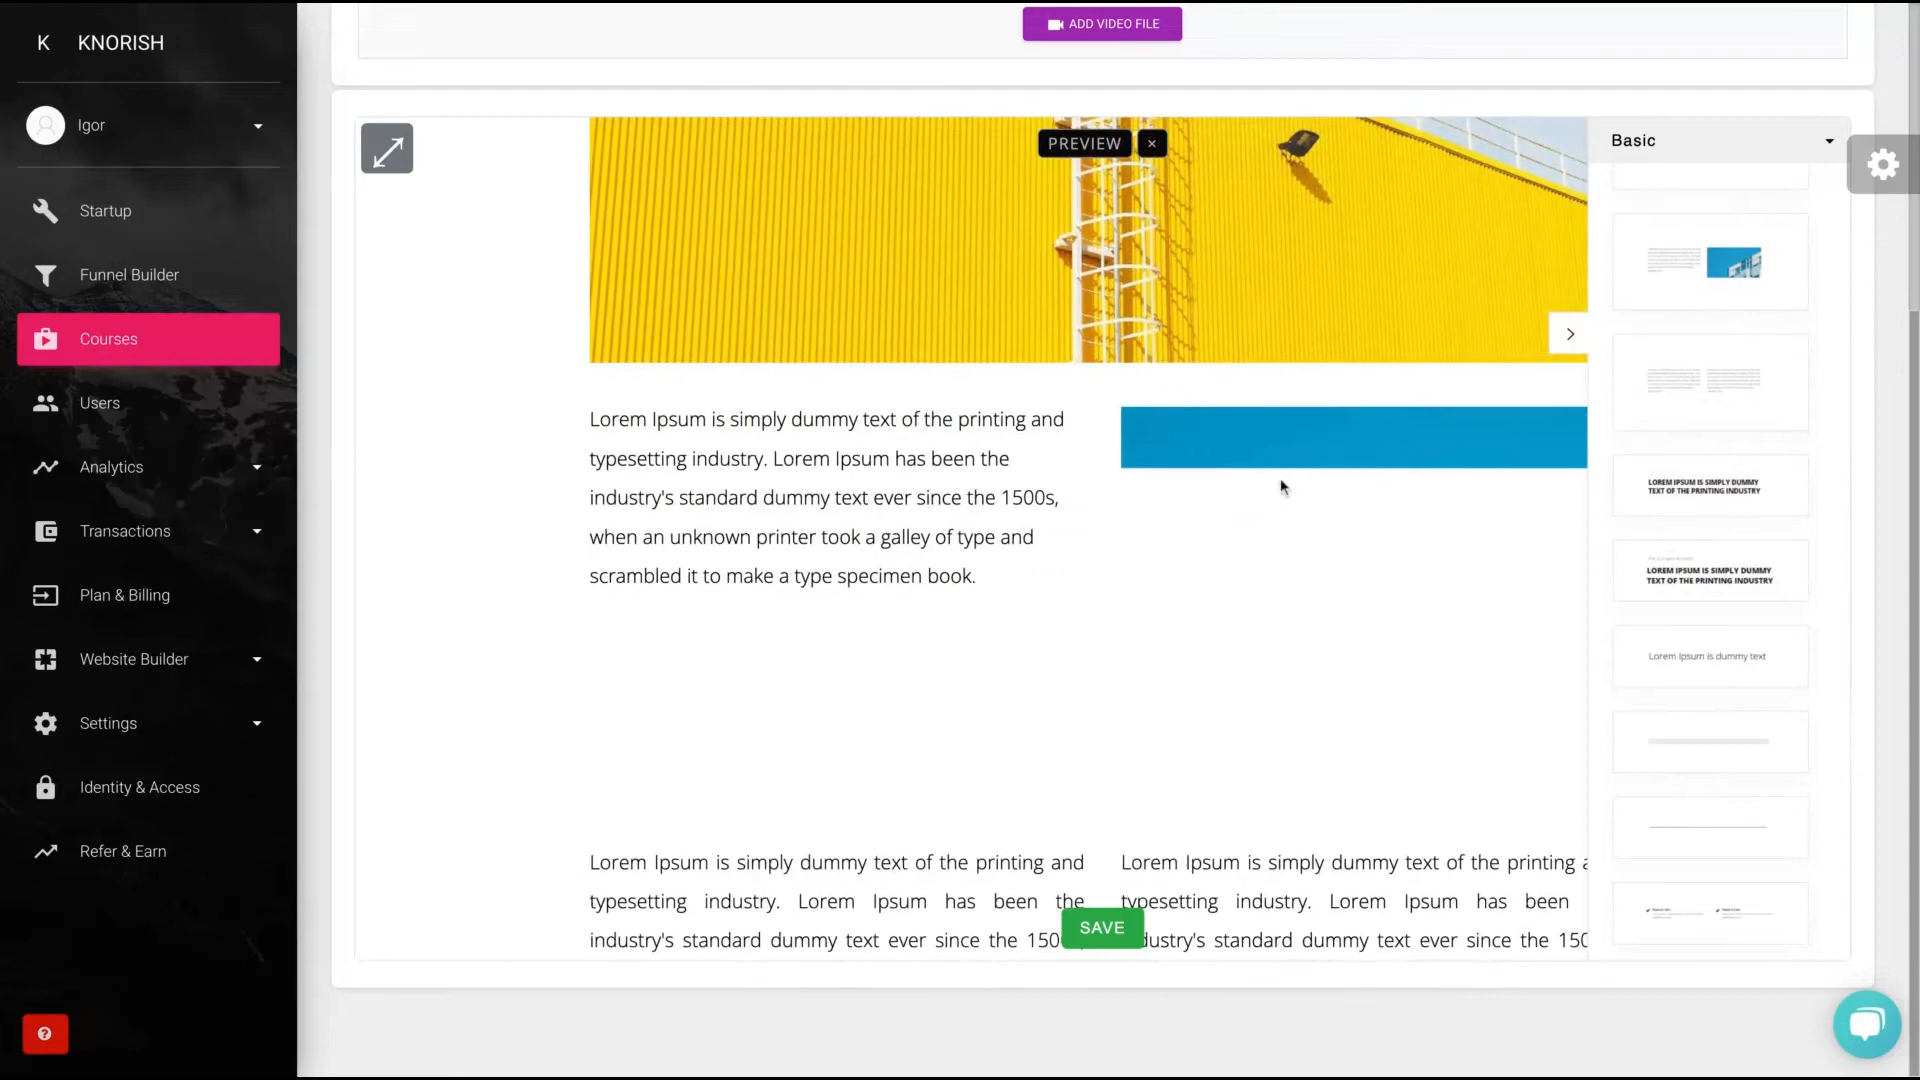 K KNORISH
Igor
Startup
Funnel Builder
Courses
Users
Analytics
Transactions
Plan & Billing
Website Builder
Settings
Identity & Access
Refer & Earn
ADD VIDEO FILE
PREVIEW ×
Lorem Ipsum is simply dummy text of the printing and
typesetting industry. Lorem Ipsum has been the
industry's standard dummy text ever since the 1500s,
when an unknown printer took a galley of type and
scrambled it to make a type specimen book.
Lorem Ipsum is simply dummy text of the printing and
typesetting industry. Lorem Ipsum has been the
industry's standard dummy text ever since the 150
Lorem Ipsum is simply dummy text of the printing a
typesetting industry. Lorem Ipsum has been
dustry's standard dummy text ever since the 150
SAVE
Basic
LOREM IPSUM IS SIMPLY DUMMY
TEXT OF THE PRINTING INDUSTRY
LOREM IPSUM IS SIMPLY DUMMY
TEXT OF THE PRINTING INDUSTRY
Lorem Ipsum is dummy text